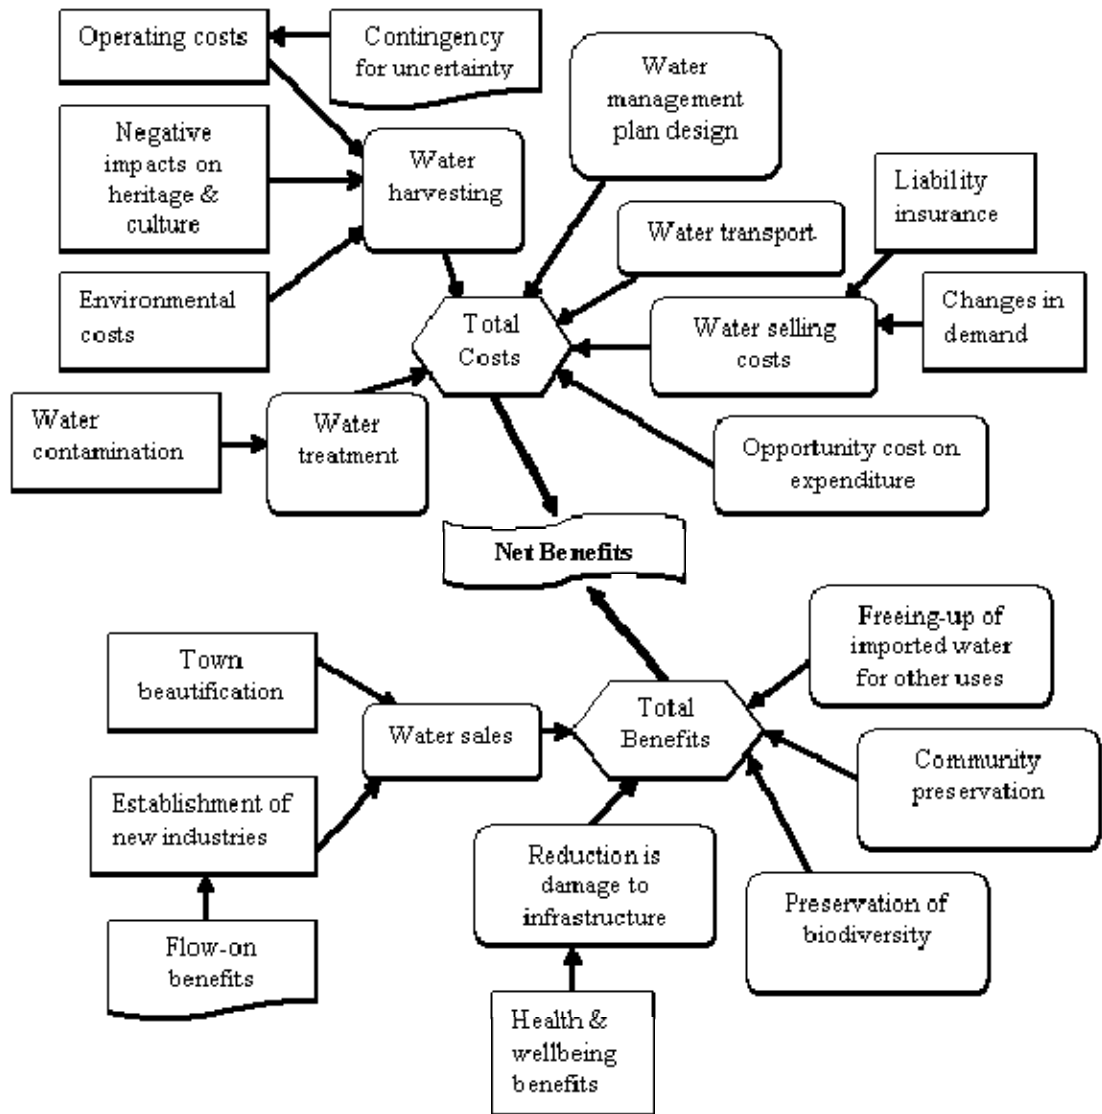 Operating costs
Contingency
for uncertainty
Water
management
plan design
Negative
impacts on
heritage &
culture
Water
harvesting
Liability
insurance
Water transport
Environmental
costs
Total
Costs
Water selling
costs
Changes in
demand
Water
contamination
Water
treatment
Opportunity cost on
expenditure
Net Benefits
Freeing-up of
imported water
for other uses
Town
beautification
Water sales
Total
Benefits
Community
preservation
Establishment of
new industries
Reduction is
damage to
infrastructure
Preservation of
biodiversity
Flow-on
benefits
Health &
wellbeing
benefits